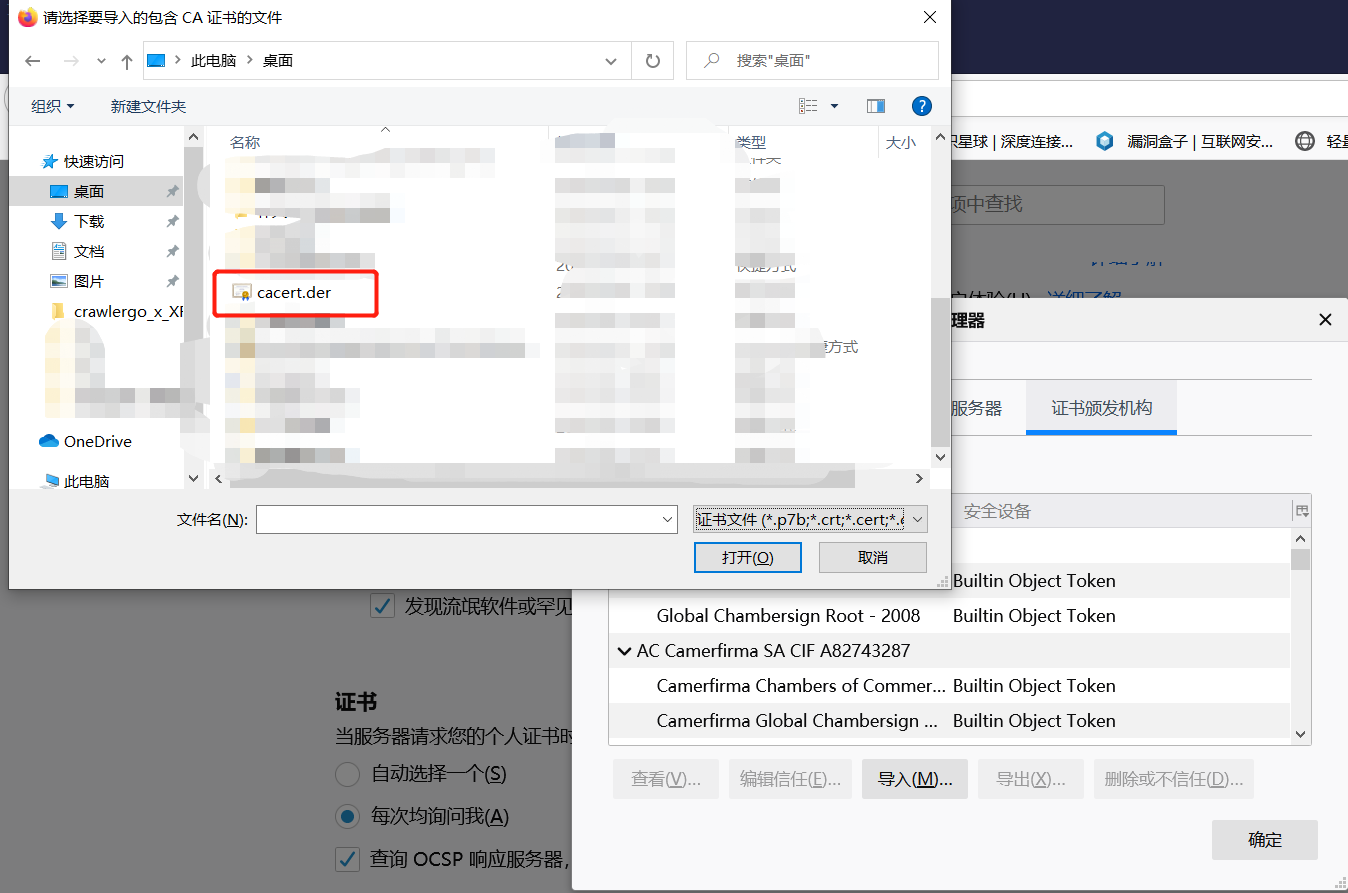 请选择要导入的包含 CA 证书的文件
此电脑
桌面
搜索"桌面"
组织
新建文件夹
星球 | 深度连接...
漏洞盒子 | 互联网安...
快速访问
桌面
下载
文档
图片
crawlergo_x_XF
OneDrive
此电脑
名称
类型
大小
快捷方式
cacert.der
方式
项中查找
详细了解
理器
服务器
证书颁发机构
文件名(N):
证书文件 (*.p7b;*.crt;*.cert;*.c
打开(O)
取消
安全设备
Builtin Object Token
Global Chambersign Root - 2008
Builtin Object Token
AC Camerfirma SA CIF A82743287
Camerfirma Chambers of Commer...
Builtin Object Token
Camerfirma Global Chambersign ...
Builtin Object Token
查看(V)...
编辑信任(E)...
导入(M)...
导出(X)...
删除或不信任(D)...
确定
发现流氓软件或罕见
证书
当服务器请求您的个人证书时
自动选择一个(S)
每次均询问我(A)
查询 OCSP 响应服务器，